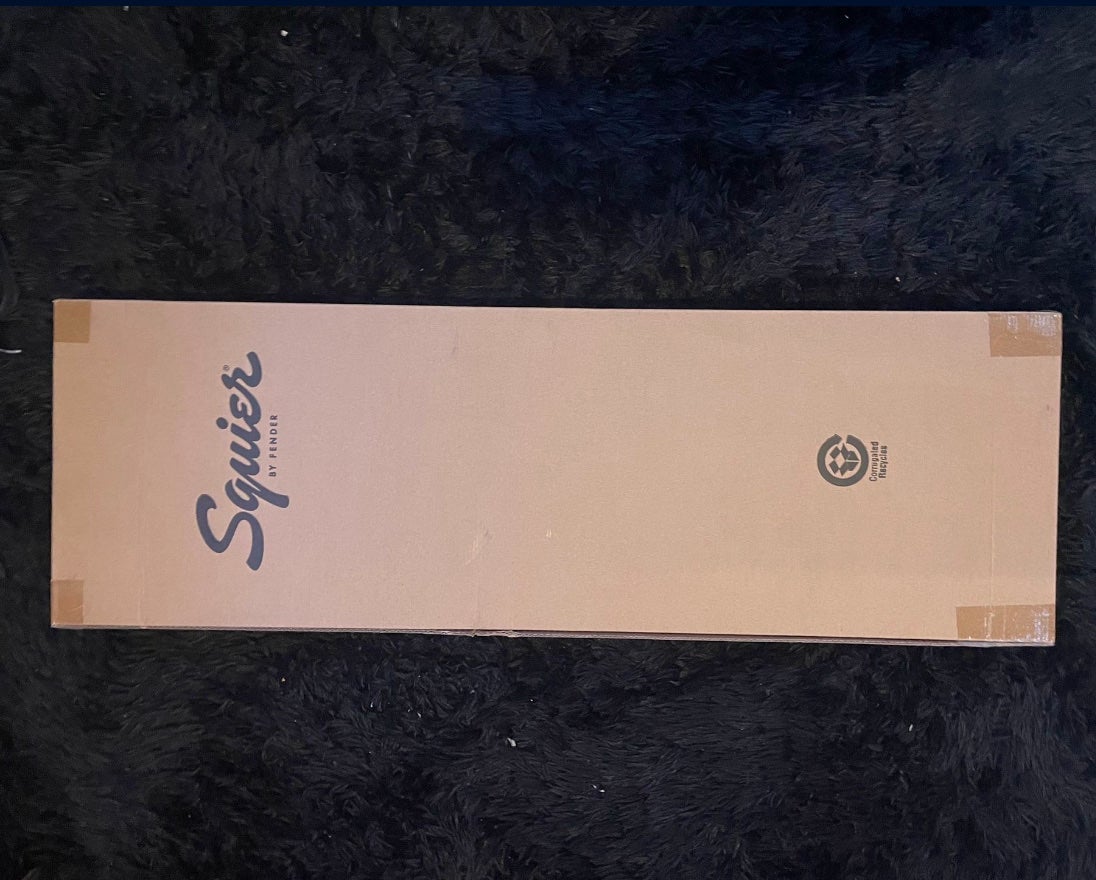 Squier®
BY FENDER
Corrugated
Recycles